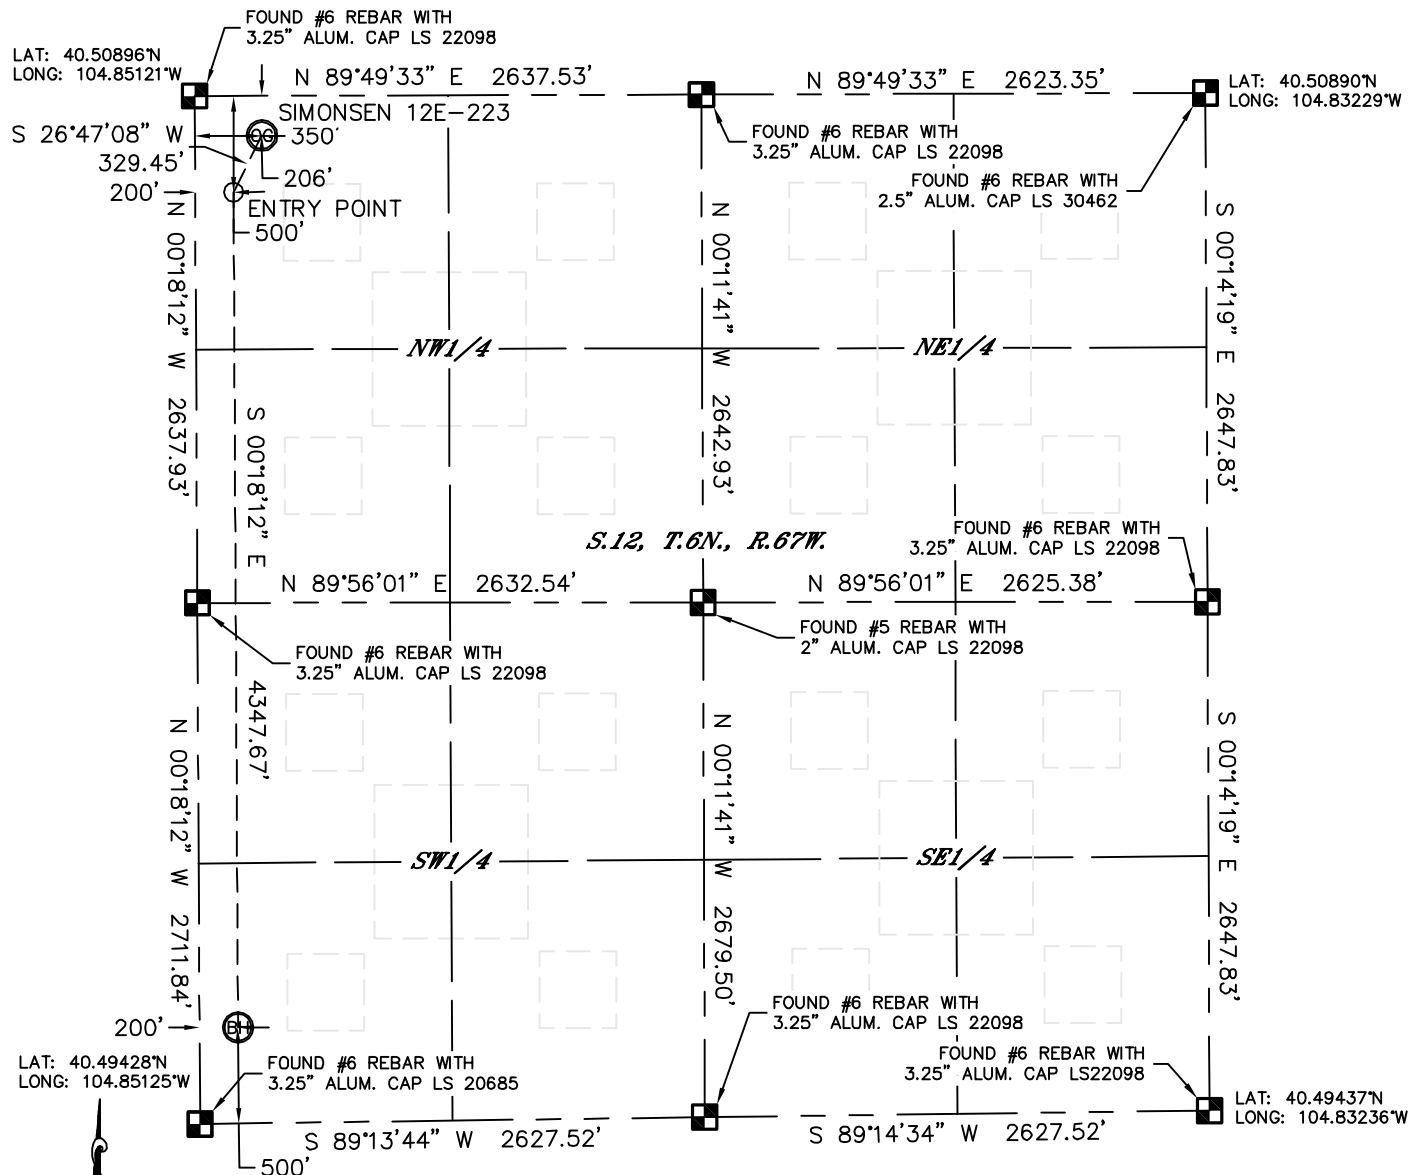 FOUND #6 REBAR WITH
3.25" ALUM. CAP LS 22098
LAT: 40.50896°N
LONG: 104.85121°W
N 89°49'33" E 2637.53'
N 89°49'33" E 2623.35'
LAT: 40.50890°N
LONG: 104.83229°W
SIMONSEN 12E-223
S 26°47'08" W
329.45'
OG
350'
206'
200'
ENTRY POINT
500'
FOUND #6 REBAR WITH
3.25" ALUM. CAP LS 22098
FOUND #6 REBAR WITH
2.5" ALUM. CAP LS 30462
N 00°18'12" W 2637.93'
S 00°18'12" E 4347.67'
N 00°11'41" W 2642.93'
S 00°14'19" E 2647.83'
NW1/4
NE1/4
S.12, T.6N., R.67W.
FOUND #6 REBAR WITH
3.25" ALUM. CAP LS 22098
N 89°56'01" E 2632.54'
N 89°56'01" E 2625.38'
FOUND #6 REBAR WITH
3.25" ALUM. CAP LS 22098
FOUND #5 REBAR WITH
2" ALUM. CAP LS 22098
N 00°18'12" W 2711.84'
N 00°11'41" W 2679.50'
S 00°14'19" E 2647.83'
SW1/4
SE1/4
200'
BH
FOUND #6 REBAR WITH
3.25" ALUM. CAP LS 22098
LAT: 40.49428°N
LONG: 104.85125°W
FOUND #6 REBAR WITH
3.25" ALUM. CAP LS 20685
FOUND #6 REBAR WITH
3.25" ALUM. CAP LS22098
LAT: 40.49437°N
LONG: 104.83236°W
S 89°13'44" W 2627.52'
S 89°14'34" W 2627.52'
500'